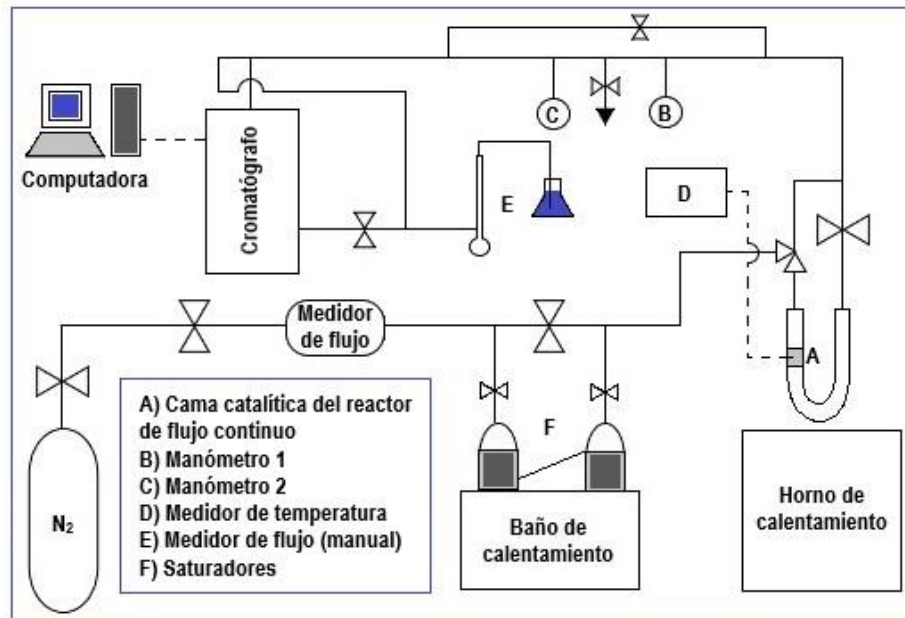 C
B
Computadora
Cromatógrafo
E
D
Medidor
de flujo
A
A) Cama catalítica del reactor
de flujo continuo
B) Manómetro 1
C) Manómetro 2
D) Medidor de temperatura
E) Medidor de flujo (manual)
F) Saturadores
N₂
F
Baño de
calentamiento
Horno de
calentamiento